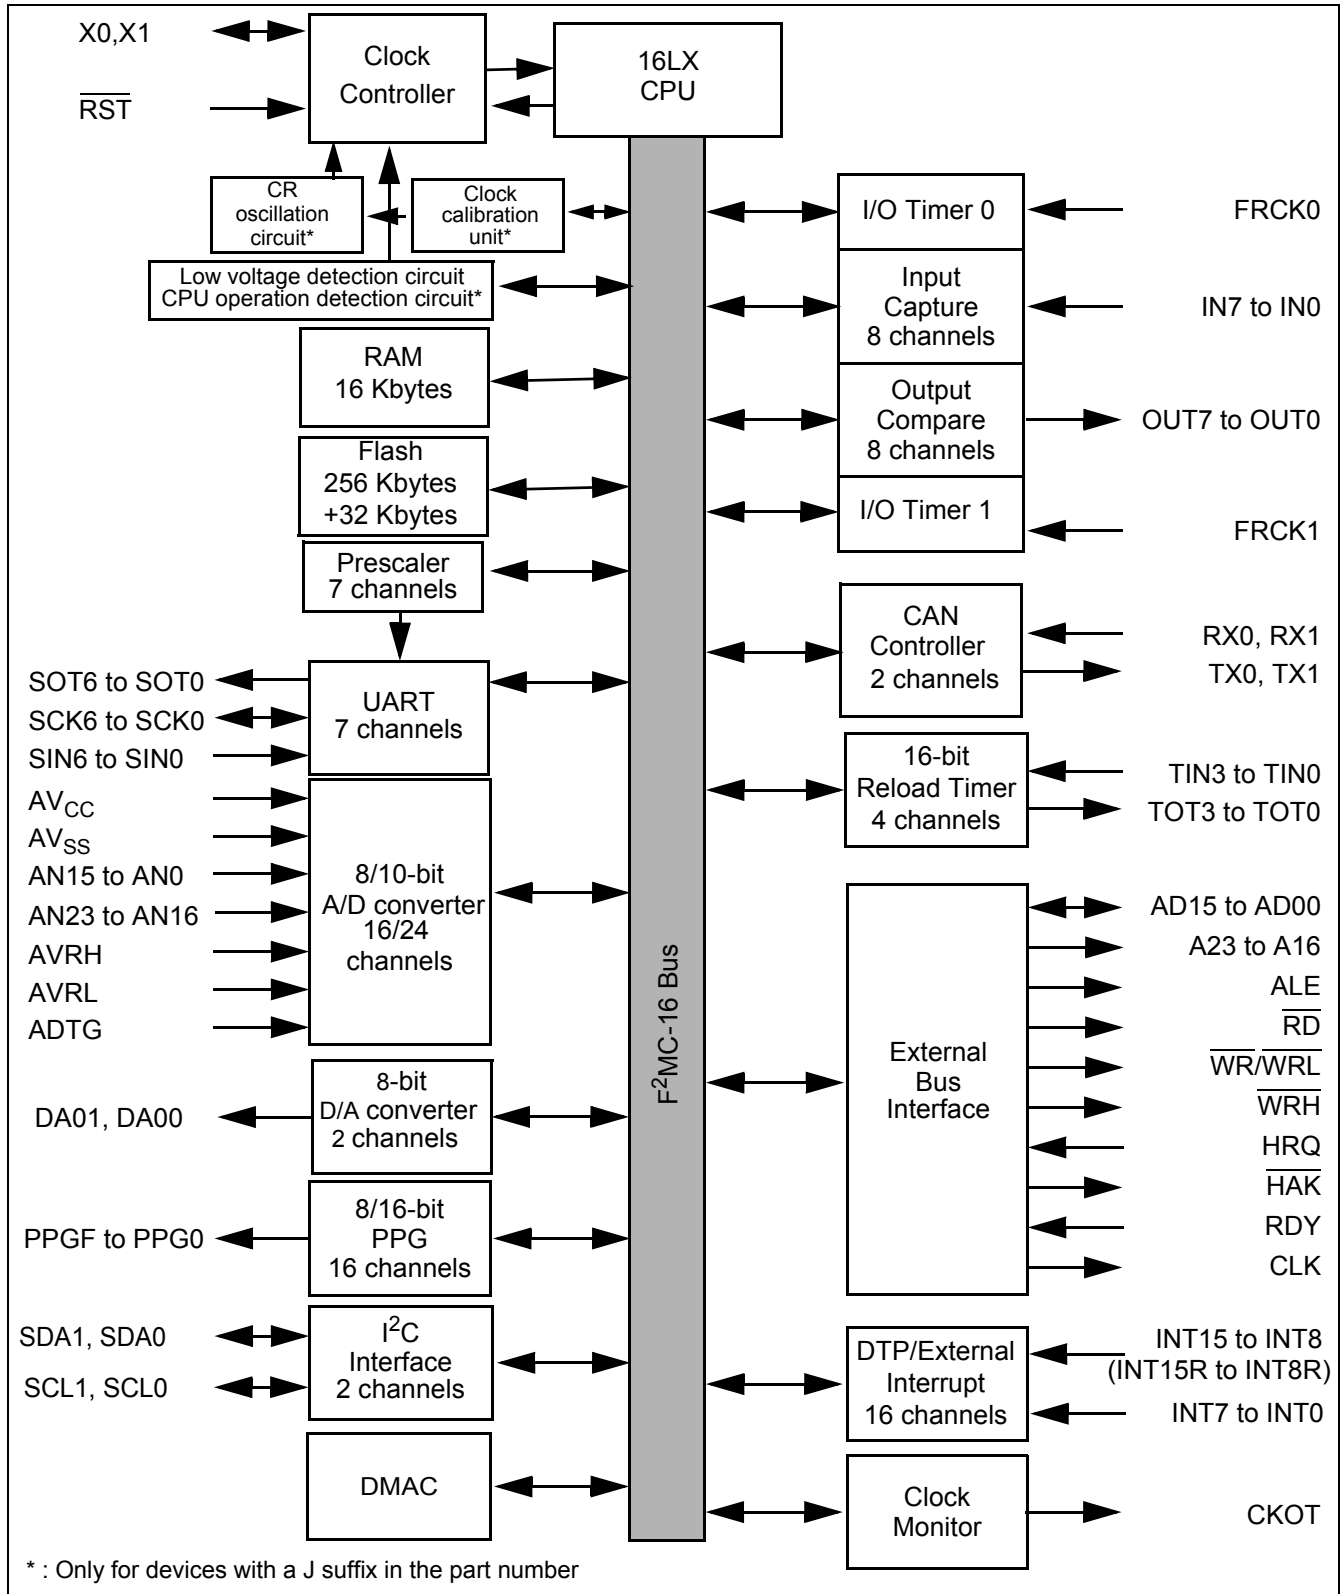 X0,X1
RST
Clock
Controller
16LX
CPU
CR
oscillation
circuit*
Clock
calibration
unit*
Low voltage detection circuit
CPU operation detection circuit*
RAM
16 Kbytes
Flash
256 Kbytes
+32 Kbytes
Prescaler
7 channels
SOT6 to SOT0
SCK6 to SCK0
SIN6 to SIN0
UART
7 channels
AVCC
AVSS
AN15 to AN0
AN23 to AN16
AVRH
AVRL
ADTG
8/10-bit
A/D converter
16/24
channels
DA01, DA00
8-bit
D/A converter
2 channels
PPGF to PPG0
8/16-bit
PPG
16 channels
SDA1, SDA0
SCL1, SCL0
I2C
Interface
2 channels
DMAC
F2MC-16 Bus
I/O Timer 0
FRCK0
Input
Capture
8 channels
IN7 to IN0
Output
Compare
8 channels
OUT7 to OUT0
I/O Timer 1
FRCK1
CAN
Controller
2 channels
RX0, RX1
TX0, TX1
16-bit
Reload Timer
4 channels
TIN3 to TIN0
TOT3 to TOT0
External
Bus
Interface
AD15 to AD00
A23 to A16
ALE
RD
WR/WRL
WRH
HRQ
HAK
RDY
CLK
DTP/External
Interrupt
16 channels
INT15 to INT8
(INT15R to INT8R)
INT7 to INT0
Clock
Monitor
CKOT
* : Only for devices with a J suffix in the part number